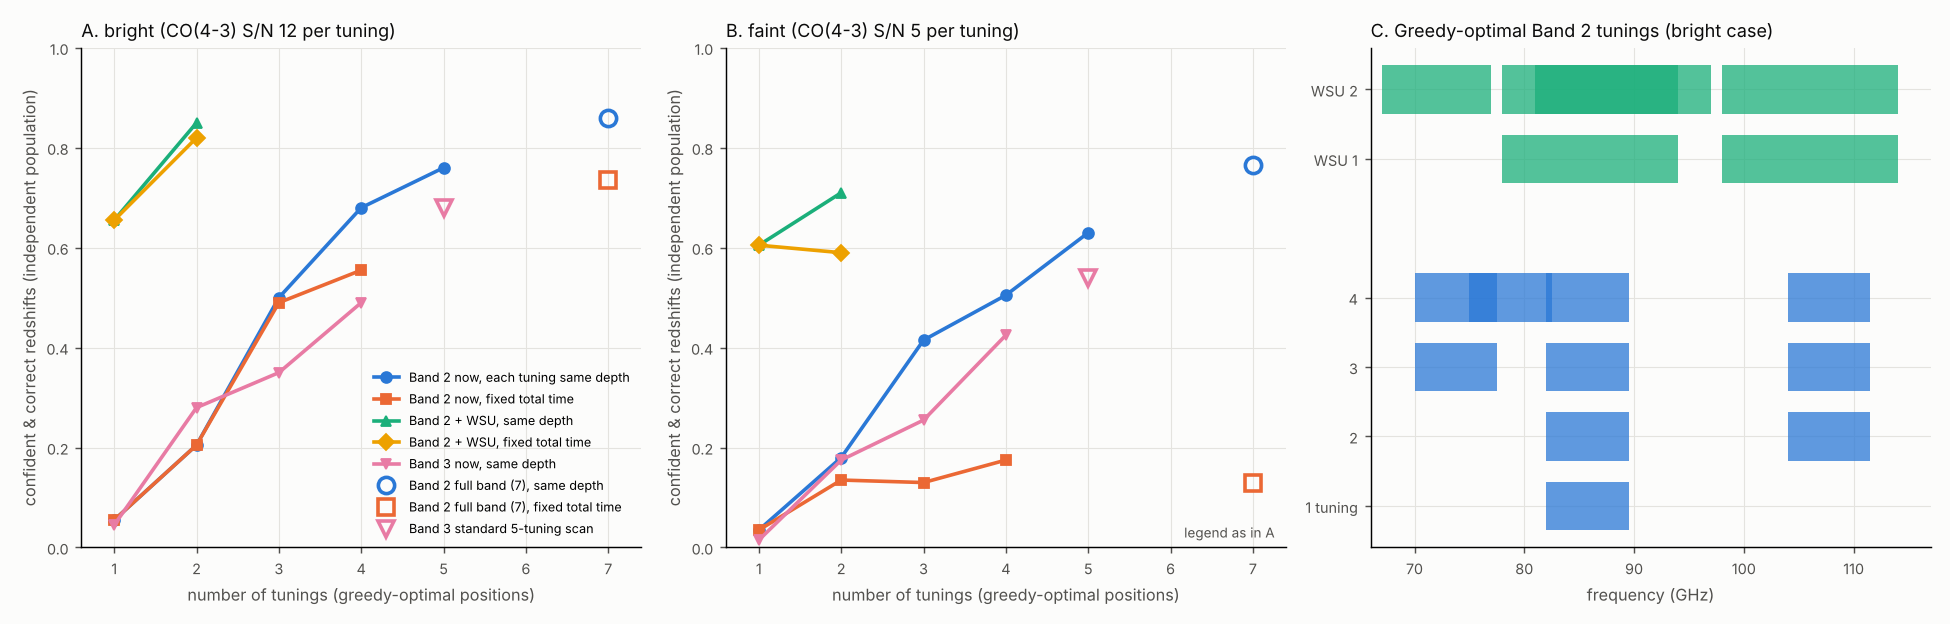 A. bright (CO(4-3) S/N 12 per tuning)
confident & correct redshifts (independent population)
1.0
0.8
0.6
0.4
0.2
0.0
Band 2 now, each tuning same depth
Band 2 now, fixed total time
Band 2 + WSU, same depth
Band 2 + WSU, fixed total time
Band 3 now, same depth
Band 2 full band (7), same depth
Band 2 full band (7), fixed total time
Band 3 standard 5-tuning scan
1 2 3 4 5 6 7
number of tunings (greedy-optimal positions)
B. faint (CO(4-3) S/N 5 per tuning)
confident & correct redshifts (independent population)
1.0
0.8
0.6
0.4
0.2
0.0
legend as in A
1 2 3 4 5 6 7
number of tunings (greedy-optimal positions)
C. Greedy-optimal Band 2 tunings (bright case)
WSU 2
WSU 1
4
3
2
1 tuning
70 80 90 100 110
frequency (GHz)